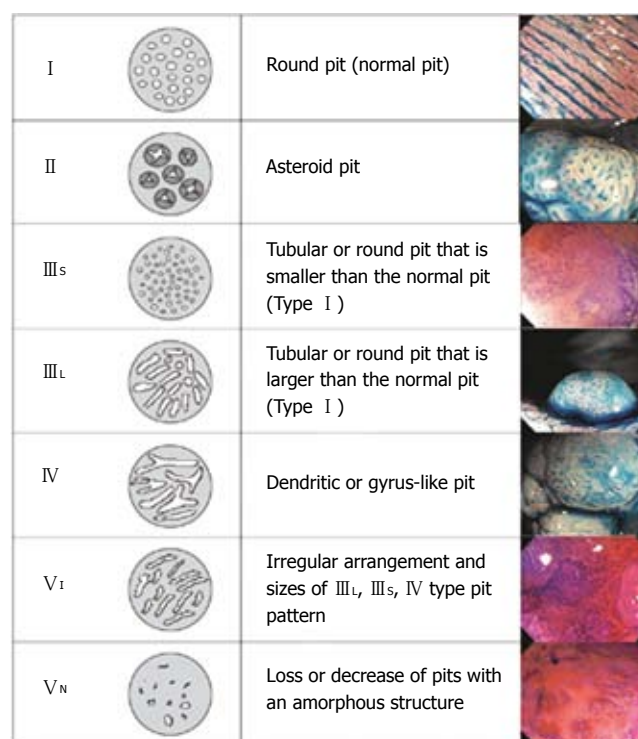 Ⅰ
Round pit (normal pit)
Ⅱ
Asteroid pit
Ⅲs
Tubular or round pit that is
smaller than the normal pit
(Type Ⅰ)
ⅢL
Tubular or round pit that is
larger than the normal pit
(Type Ⅰ)
Ⅳ
Dendritic or gyrus-like pit
ⅤI
Irregular arrangement and
sizes of ⅢL, Ⅲs, Ⅳ type pit
pattern
ⅤN
Loss or decrease of pits with
an amorphous structure